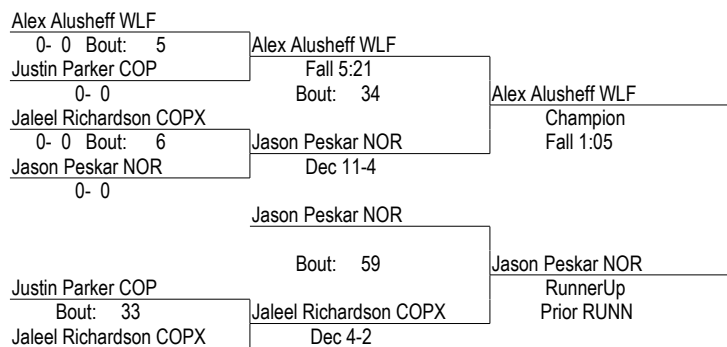 Alex Alusheff WLF
0- 0 Bout: 5
Alex Alusheff WLF
Justin Parker COP
Fall 5:21
0- 0
Bout: 34
Alex Alusheff WLF
Jaleel Richardson COPX
Champion
0- 0 Bout: 6
Jason Peskar NOR
Fall 1:05
Jason Peskar NOR
Dec 11-4
0- 0
Jason Peskar NOR
Bout: 59
Jason Peskar NOR
Justin Parker COP
RunnerUp
Bout: 33
Jaleel Richardson COPX
Prior RUNN
Jaleel Richardson COPX
Dec 4-2